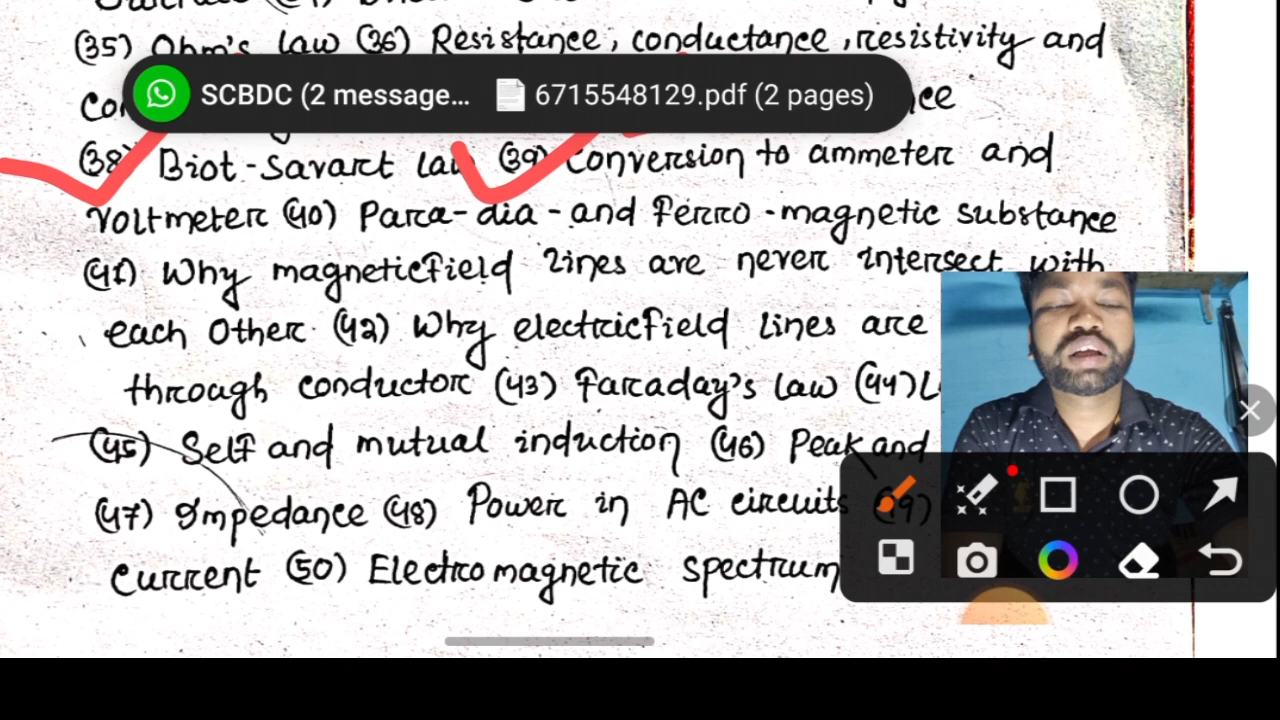 (35) Ohm's law (36) Resistance, conductance, resistivity and
SCBDC (2 message... 6715548129.pdf (2 pages)
(38) Biot-Savart law (39) Conversion to ammeter and
voltmeter (40) Para-dia-and Ferro-magnetic substance
(41) Why magneticfield lines are never intersect with
each other (42) Why electricfield lines are
through conductor (43) Faraday's law (44)
(45) Self and mutual induction (46) Peak and
(47) Impedance (48) Power in AC circuits (49)
Current (50) Electromagnetic spectrum